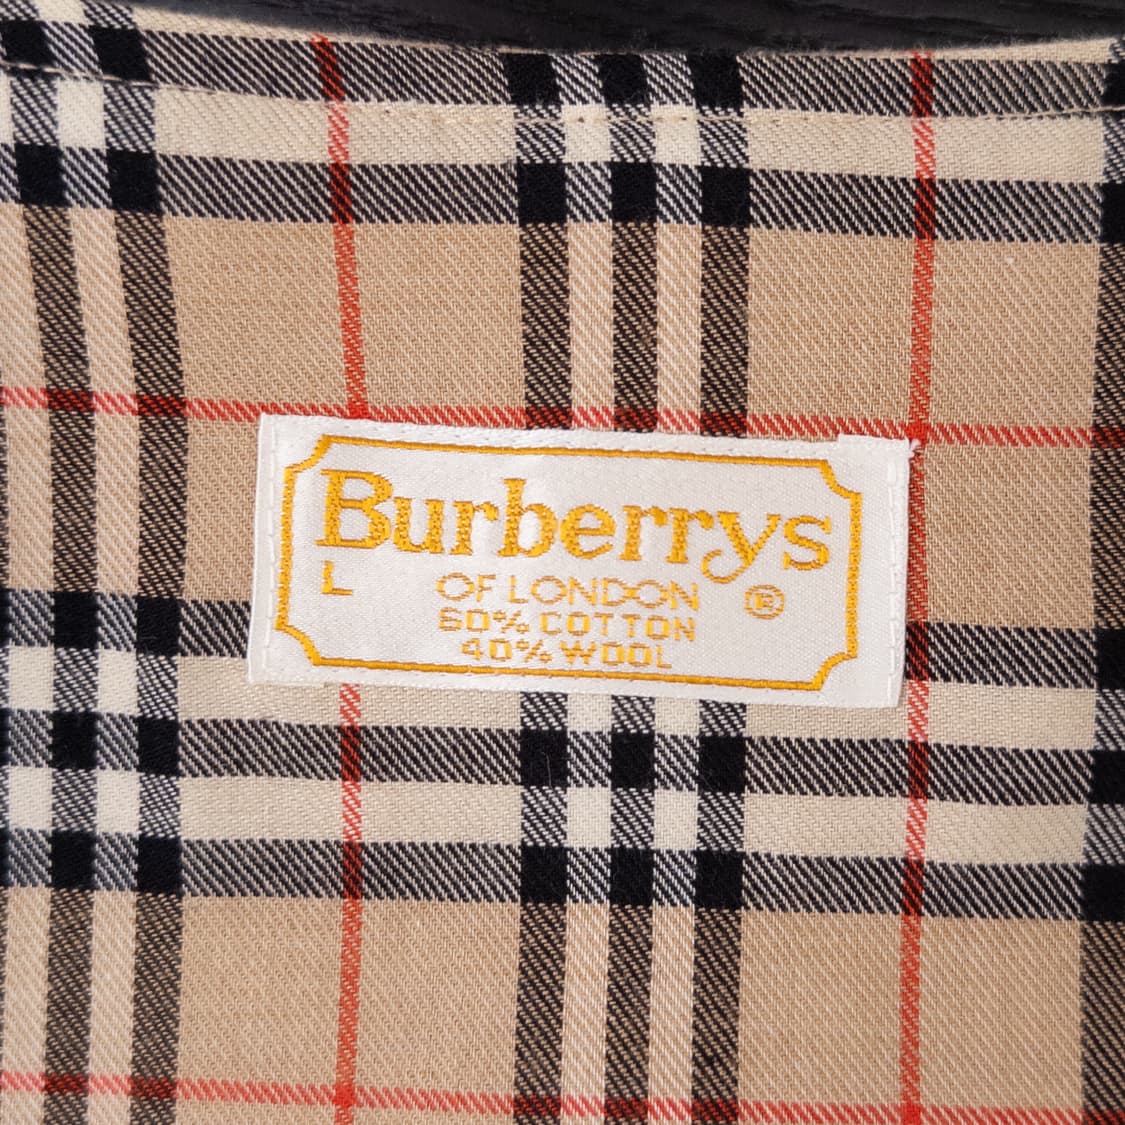 Burberrys
L OF LONDON ®
60% COTTON
40% WOOL